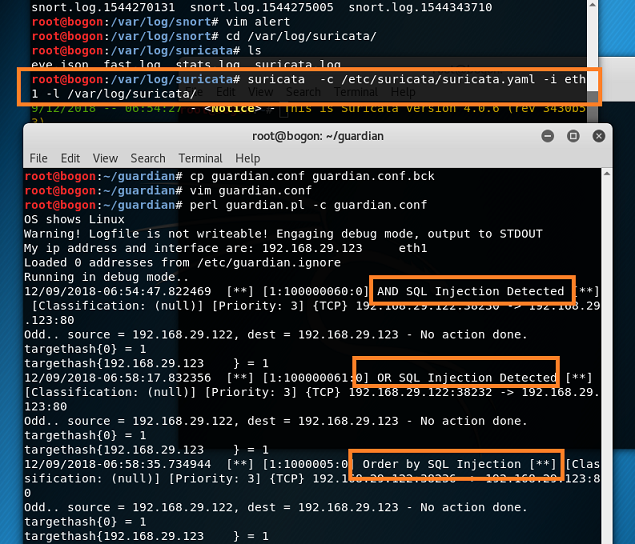 snort.log.1544270131  snort.log.1544275005  snort.log.1544343710
root@bogon:/var/log/snort# vim alert
root@bogon:/var/log/snort# cd /var/log/suricata/
root@bogon:/var/log/suricata# ls
eve.json  fast.log  stats.log  suricata.log
root@bogon:/var/log/suricata# suricata  -c /etc/suricata/suricata.yaml -i eth
1 -l /var/log/suricata/
9/12/2018 -- 06:54:27 - <Notice> - This is Suricata version 4.0.6 (rev 3430b5
3)
root@bogon: ~/guardian
File Edit View Search Terminal Help
root@bogon:~/guardian# cp guardian.conf guardian.conf.bck
root@bogon:~/guardian# vim guardian.conf
root@bogon:~/guardian# perl guardian.pl -c guardian.conf
OS shows Linux
Warning! Logfile is not writeable! Engaging debug mode, output to STDOUT
My ip address and interface are: 192.168.29.123     eth1
Loaded 0 addresses from /etc/guardian.ignore
Running in debug mode..
12/09/2018-06:54:47.822469  [**] [1:100000060:0] AND SQL Injection Detected [**]
 [Classification: (null)] [Priority: 3] {TCP} 192.168.29.122:38230 -> 192.168.29
.123:80
Odd.. source = 192.168.29.122, dest = 192.168.29.123 - No action done.
targethash{0} = 1
targethash{192.168.29.123    } = 1
12/09/2018-06:58:17.832356  [**] [1:100000061:0] OR SQL Injection Detected [**]
[Classification: (null)] [Priority: 3] {TCP} 192.168.29.122:38232 -> 192.168.29.
123:80
Odd.. source = 192.168.29.122, dest = 192.168.29.123 - No action done.
targethash{0} = 1
targethash{192.168.29.123    } = 1
12/09/2018-06:58:35.734944  [**] [1:1000005:0] Order by SQL Injection [**] [Clas
sification: (null)] [Priority: 3] {TCP} 192.168.29.122:38236 -> 192.168.29.123:8
0
Odd.. source = 192.168.29.122, dest = 192.168.29.123 - No action done.
targethash{0} = 1
targethash{192.168.29.123    } = 1